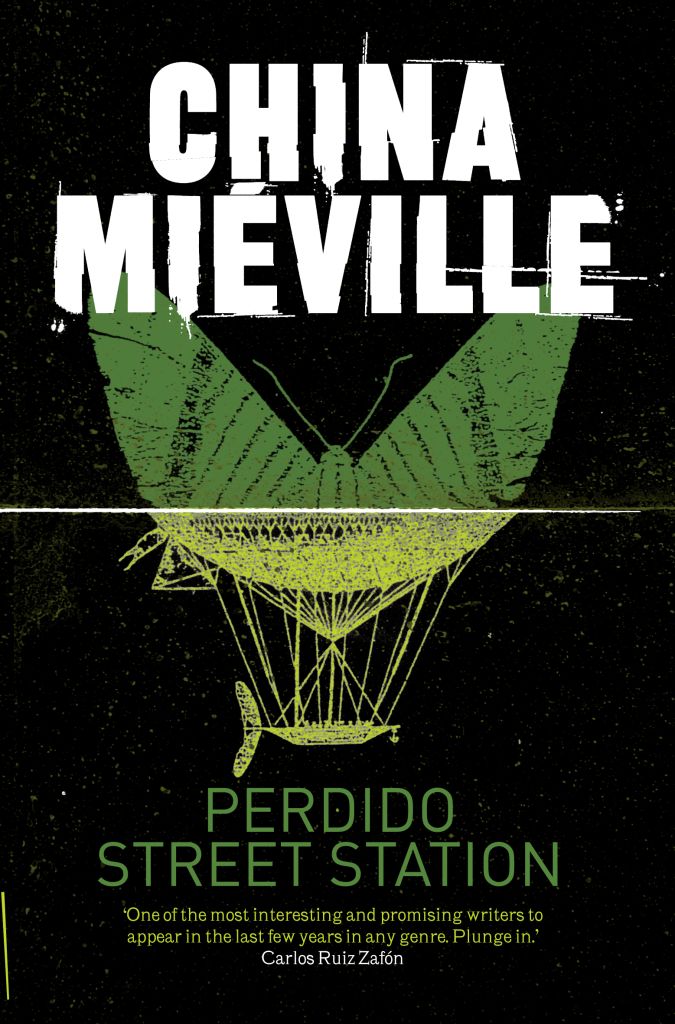 CHINA
MIÉVILLE
PERDIDO
STREET STATION
‘One of the most interesting and promising writers to
appear in the last few years in any genre. Plunge in.’
Carlos Ruiz Zafón